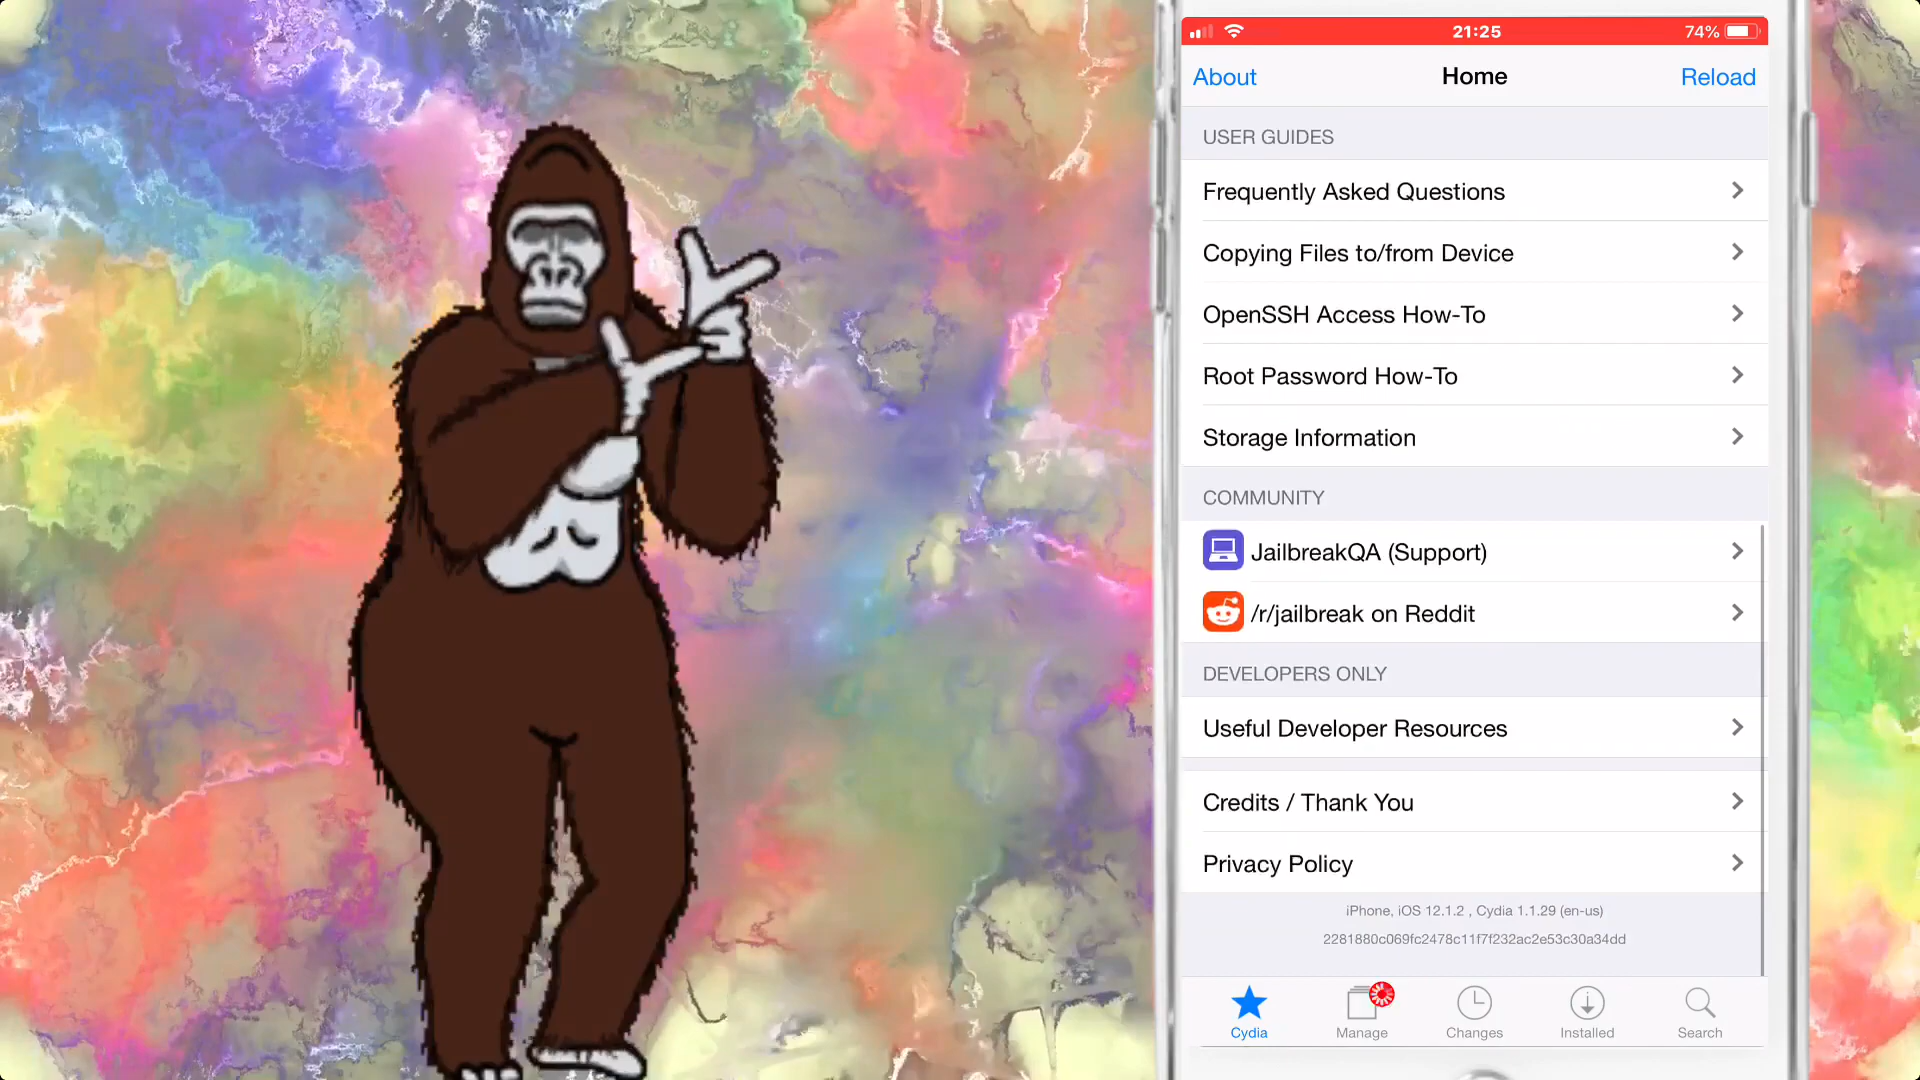 21:25
74%
About
Home
Reload
USER GUIDES
Frequently Asked Questions
Copying Files to/from Device
OpenSSH Access How-To
Root Password How-To
Storage Information
COMMUNITY
JailbreakQA (Support)
/r/jailbreak on Reddit
DEVELOPERS ONLY
Useful Developer Resources
Credits / Thank You
Privacy Policy
iPhone, iOS 12.1.2 , Cydia 1.1.29 (en-us)
2281880c069fc2478c11f7f232ac2e53c30a34dd
Cydia
Manage
Changes
Installed
Search